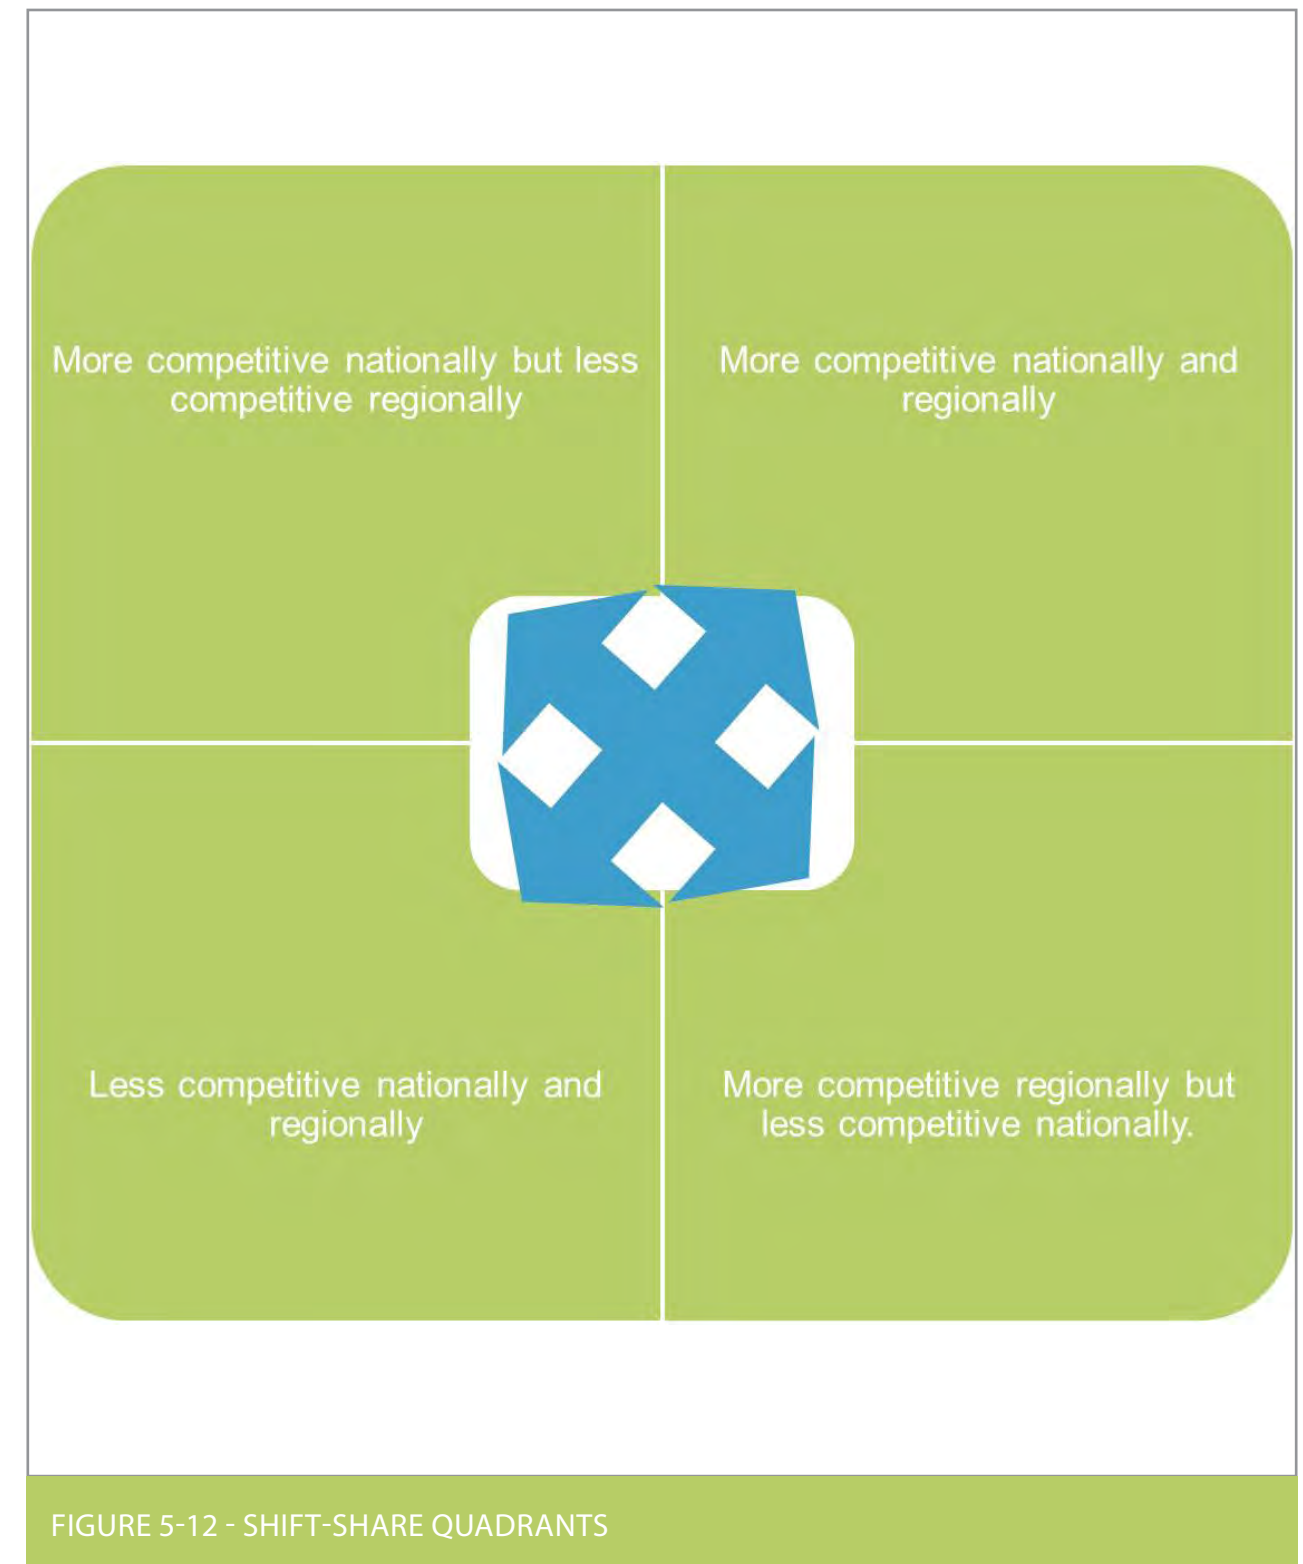 More competitive nationally but less
competitive regionally
More competitive nationally and
regionally
Less competitive nationally and
regionally
More competitive regionally but
less competitive nationally.
FIGURE 5-12 - SHIFT-SHARE QUADRANTS